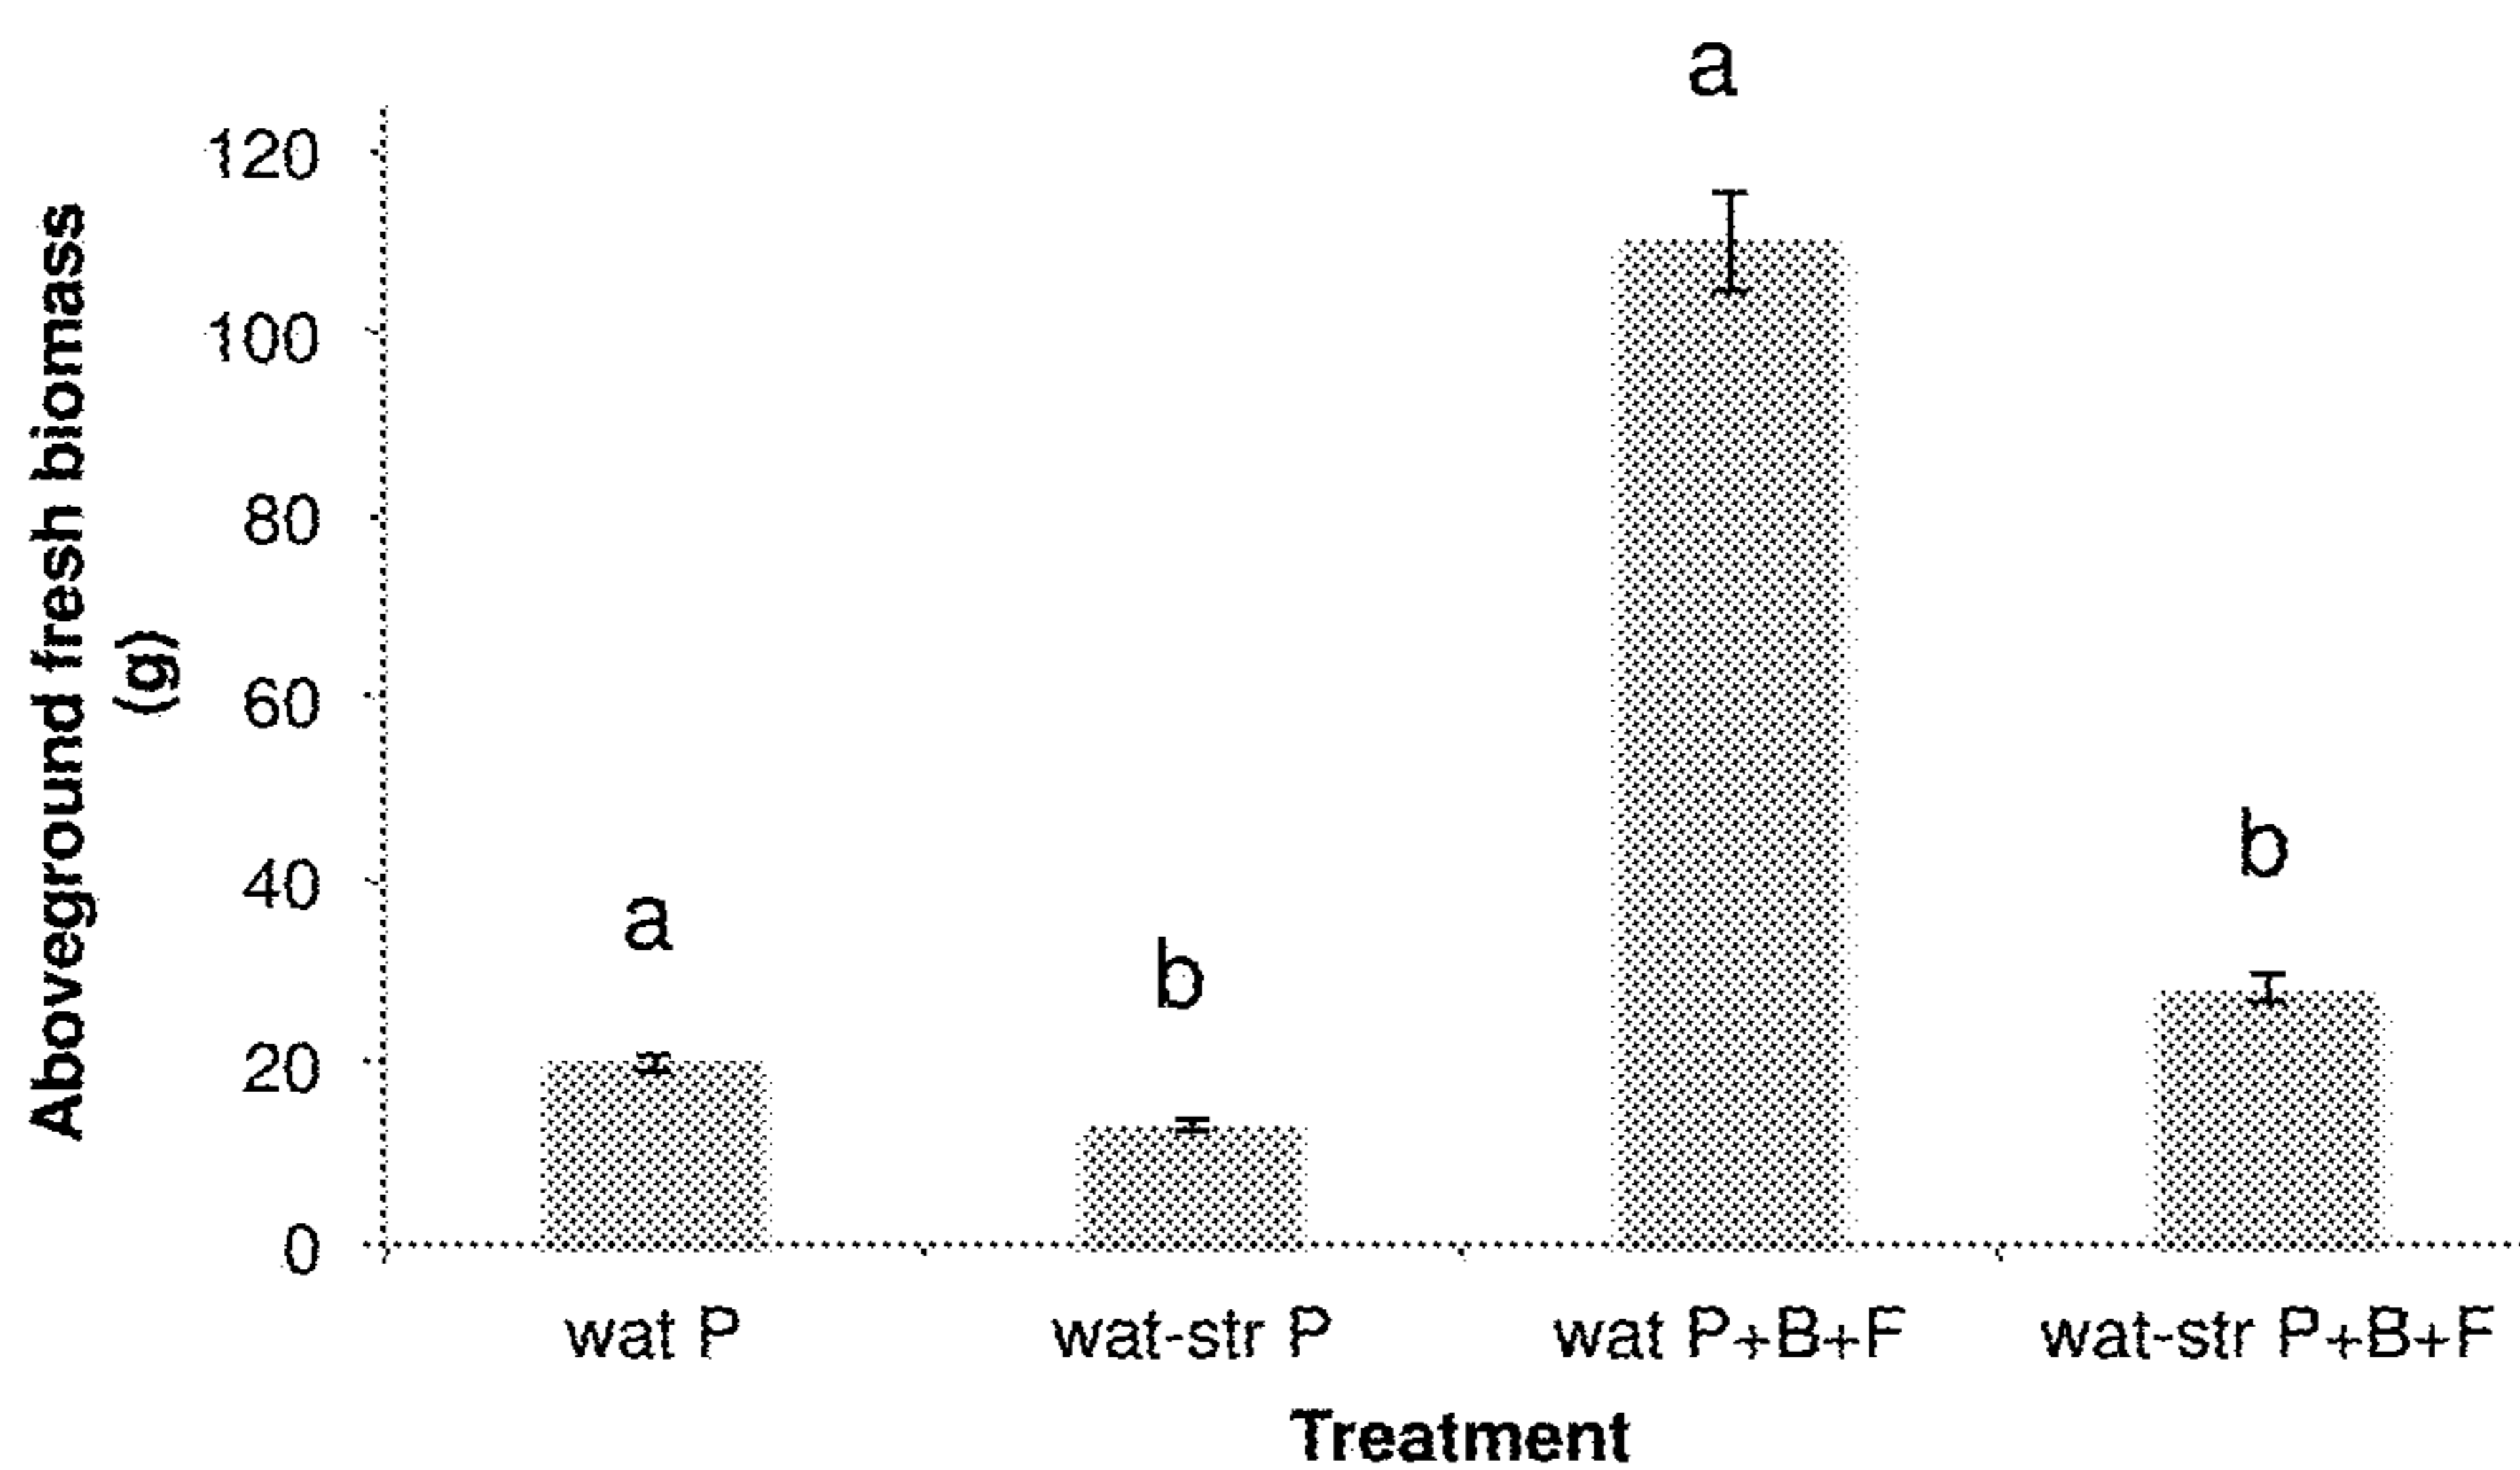 a
120
100
80
60
40
20
0
Aboveground fresh biomass
(g)
a
b
b
wat P
wat-str P
wat P+B+F
wat-str P+B+F
Treatment